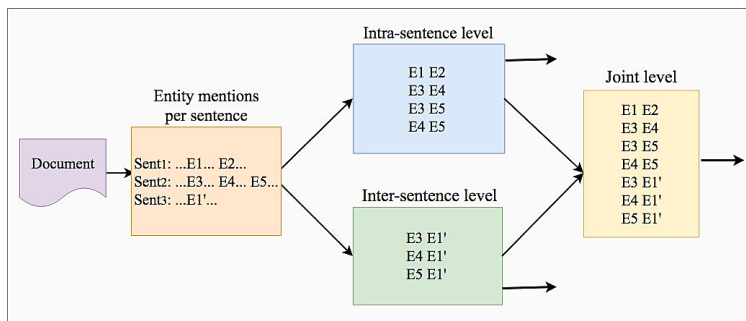 Document
Entity mentions
per sentence
Sent1: ...E1... E2...
Sent2: ...E3... E4... E5...
Sent3: ...E1'...
Intra-sentence level
E1 E2
E3 E4
E3 E5
E4 E5
Inter-sentence level
E3 E1'
E4 E1'
E5 E1'
Joint level
E1 E2
E3 E4
E3 E5
E4 E5
E3 E1'
E4 E1'
E5 E1'